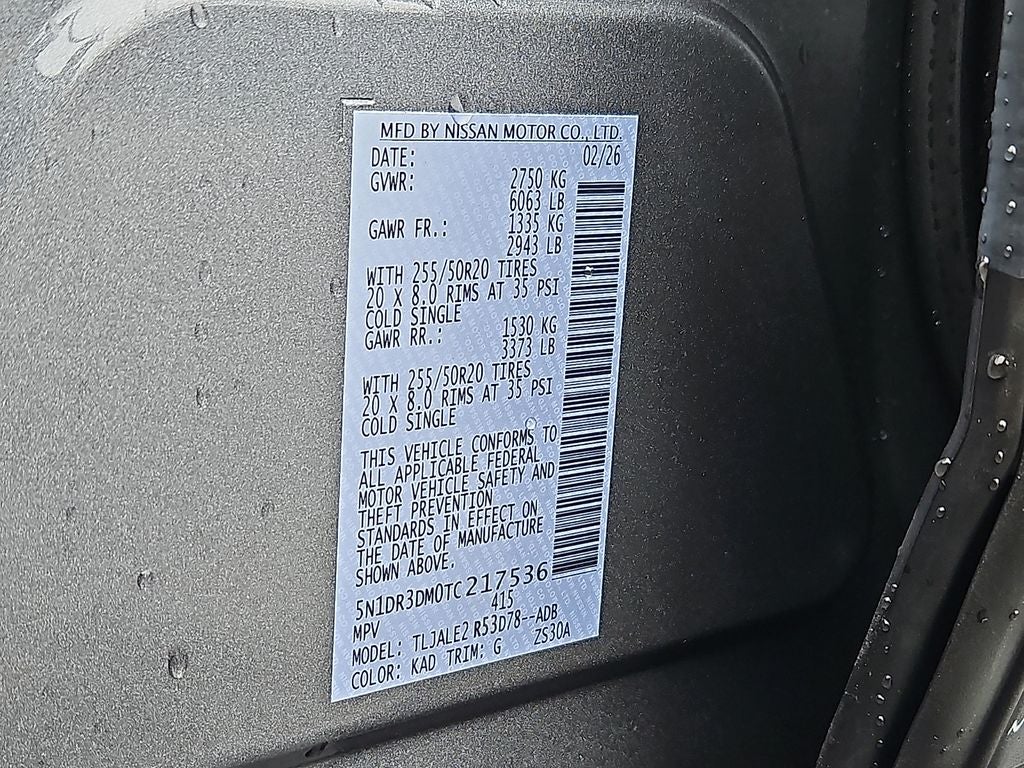 MFD BY NISSAN MOTOR CO., LTD.
DATE: 02/26
GVWR: 2750 KG
6063 LB
GAWR FR.: 1335 KG
2943 LB
WITH 255/50R20 TIRES
20 X 8.0 RIMS AT 35 PSI
COLD SINGLE
GAWR RR.: 1530 KG
3373 LB
WITH 255/50R20 TIRES
20 X 8.0 RIMS AT 35 PSI
COLD SINGLE
THIS VEHICLE CONFORMS TO
ALL APPLICABLE FEDERAL
MOTOR VEHICLE SAFETY AND
THEFT PREVENTION
STANDARDS IN EFFECT ON
THE DATE OF MANUFACTURE
SHOWN ABOVE.
5N1DR3DM0TC217536
MPV 415
MODEL: TLJALE2 R53D78--ADB
COLOR: KAD TRIM: G ZS30A